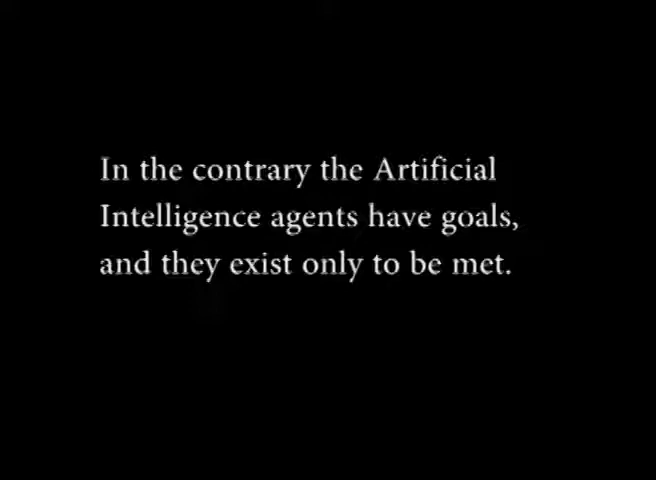 In the contrary the Artificial
Intelligence agents have goals,
and they exist only to be met.